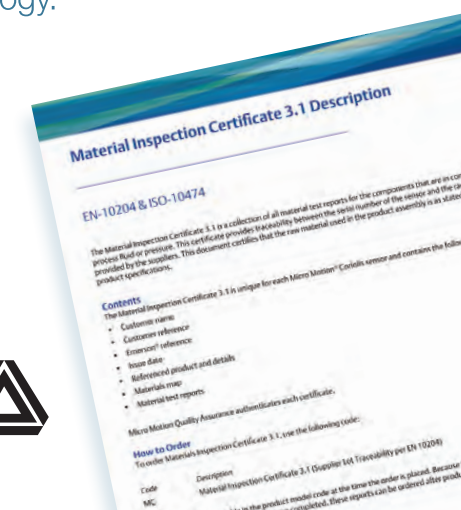 ogy.
Material Inspection Certificate 3.1 Description
EN-10204 & ISO-10474
The Material Inspection Certificate 3.1 is a collection of all material test reports for the components that are in con
process fluid or pressure. This certificate provides traceability between the serial number of the sensor and the ra
provided by the suppliers. This document certifies that the raw material used in the product assembly is as state
product specifications.
Contents
The Material Inspection Certificate 3.1 is unique for each Micro Motion® Coriolis sensor and contains the follo
• Customer name
• Customer reference
• Emerson® reference
• Issue date
• Referenced product and details
• Materials map
• Material test reports
Micro Motion Quality Assurance authenticates each certificate.
How to Order
To order Materials Inspection Certificate 3.1, use the following code:
Code Description
MC Material Inspection Certificate 3.1 (Supplier Lot Traceability per EN 10204)
in the product model code at the time the order is placed. Because
completed. These reports can be ordered after produ